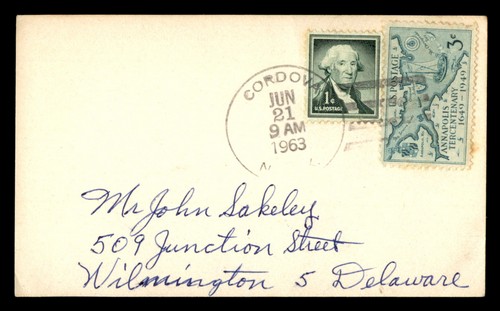 CORDOVA
JUN
21
9 AM
1963
1¢
U.S. POSTAGE
3¢
U.S. POSTAGE
ANNAPOLIS
TERCENTENARY
1649-1949
Mr John Sakeley
509 Junction Street
Wilmington 5 Delaware